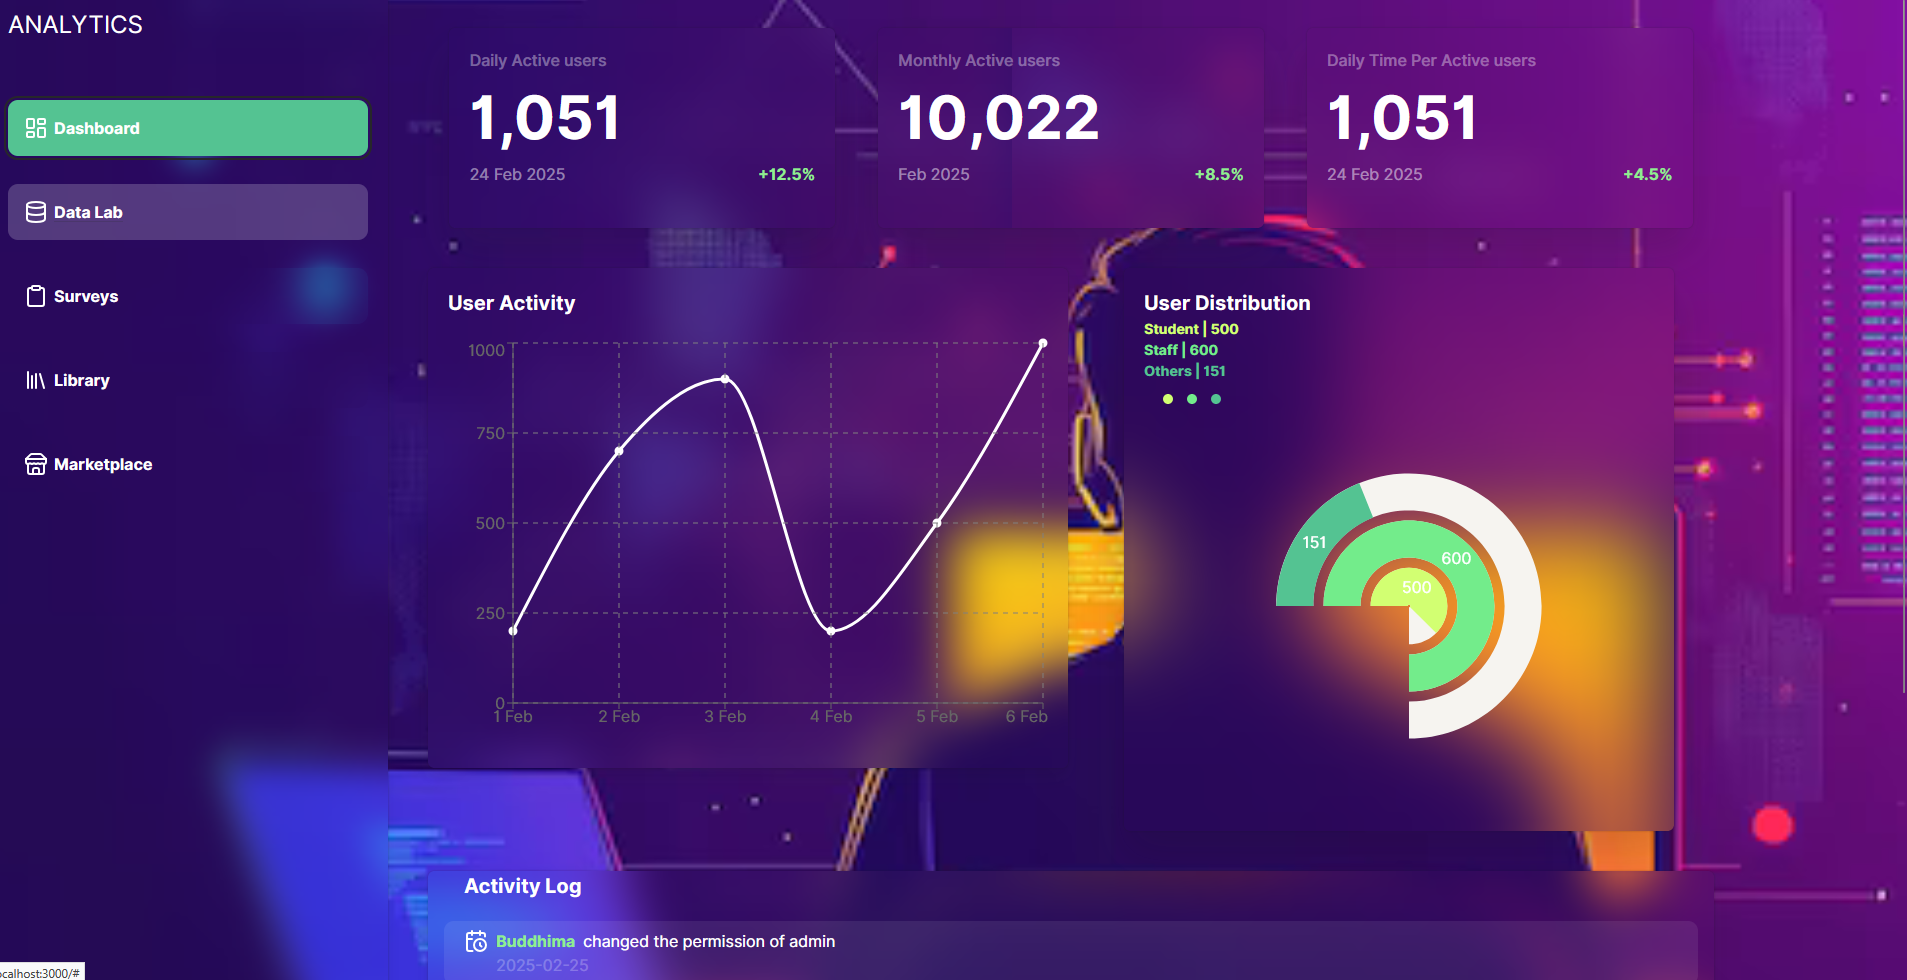 ANALYTICS
Dashboard
Data Lab
Surveys
Library
Marketplace
Daily Active users
1,051
24 Feb 2025 +12.5%
Monthly Active users
10,022
Feb 2025 +8.5%
Daily Time Per Active users
1,051
24 Feb 2025 +4.5%
User Activity
1000
750
500
250
0
1 Feb 2 Feb 3 Feb 4 Feb 5 Feb 6 Feb
User Distribution
Student | 500
Staff | 600
Others | 151
151
600
500
Activity Log
Buddhima changed the permission of admin
2025-02-25
ocalhost:3000/#